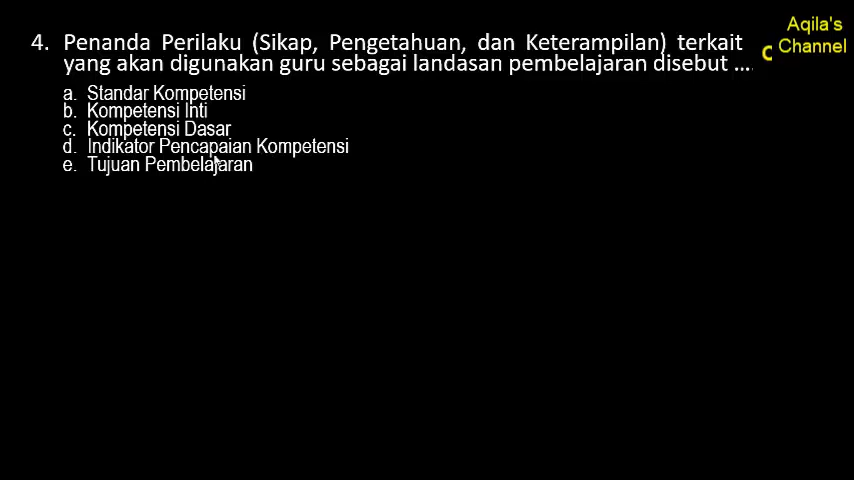 4. Penanda Perilaku (Sikap, Pengetahuan, dan Keterampilan) terkait
yang akan digunakan guru sebagai landasan pembelajaran disebut ....
a. Standar Kompetensi
b. Kompetensi Inti
c. Kompetensi Dasar
d. Indikator Pencapaian Kompetensi
e. Tujuan Pembelajaran
Aqila's
Channel